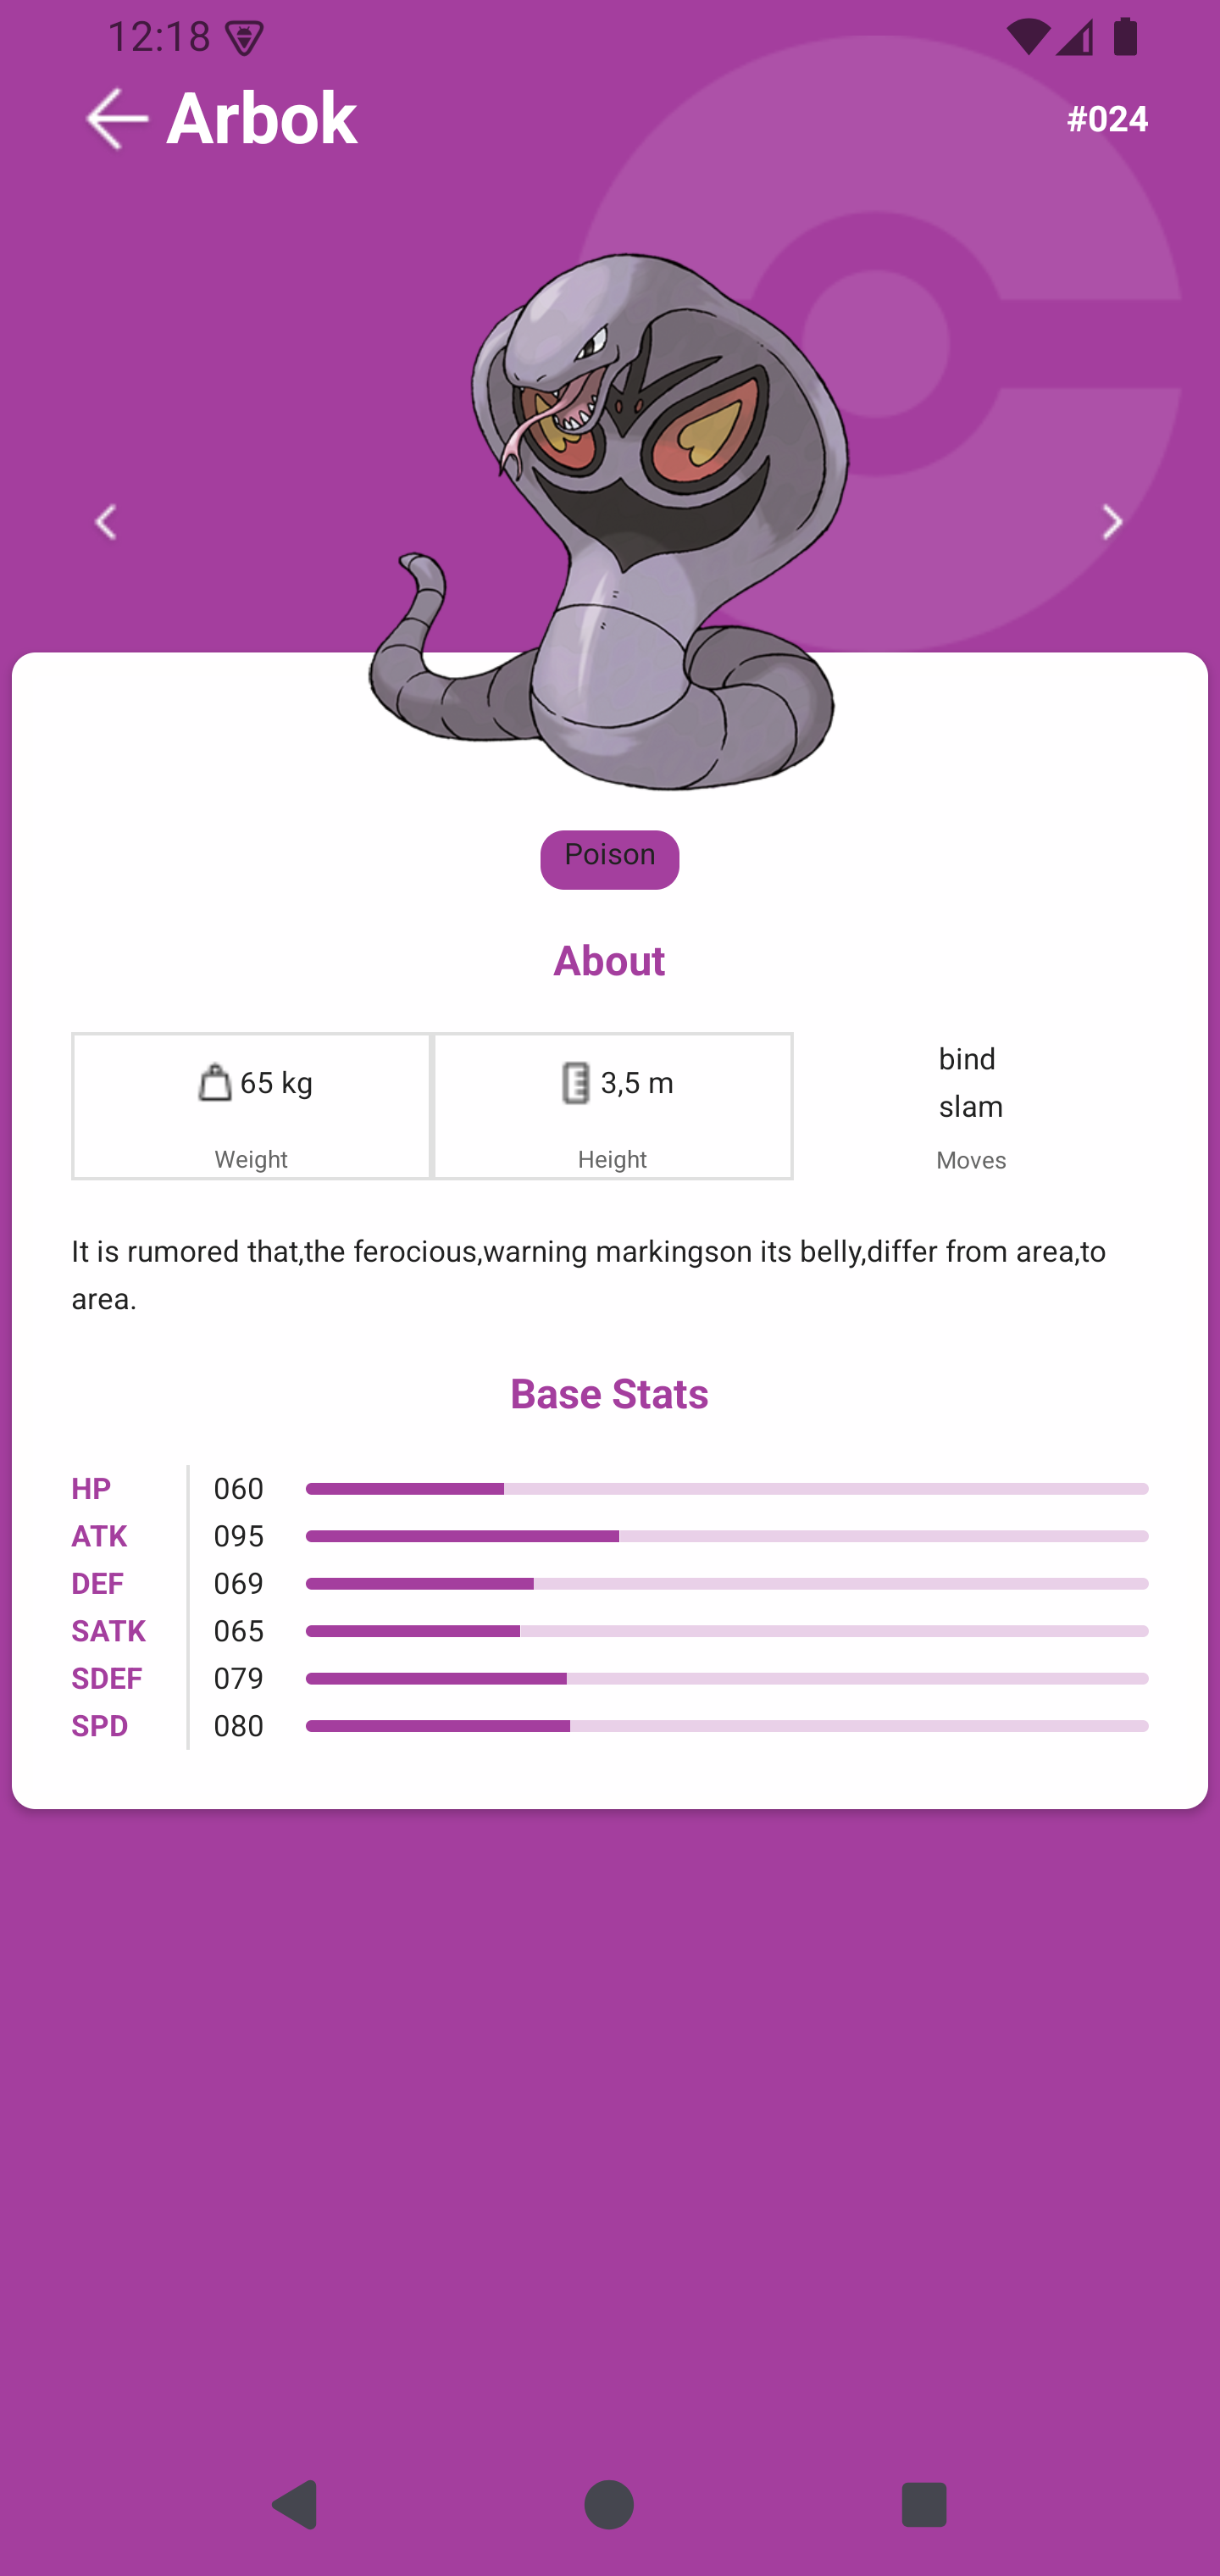 12:18
Arbok
#024
Poison
About
65 kg
Weight
3,5 m
Height
bind
slam
Moves
It is rumored that,the ferocious,warning markingson its belly,differ from area,to
area.
Base Stats
HP 060
ATK 095
DEF 069
SATK 065
SDEF 079
SPD 080